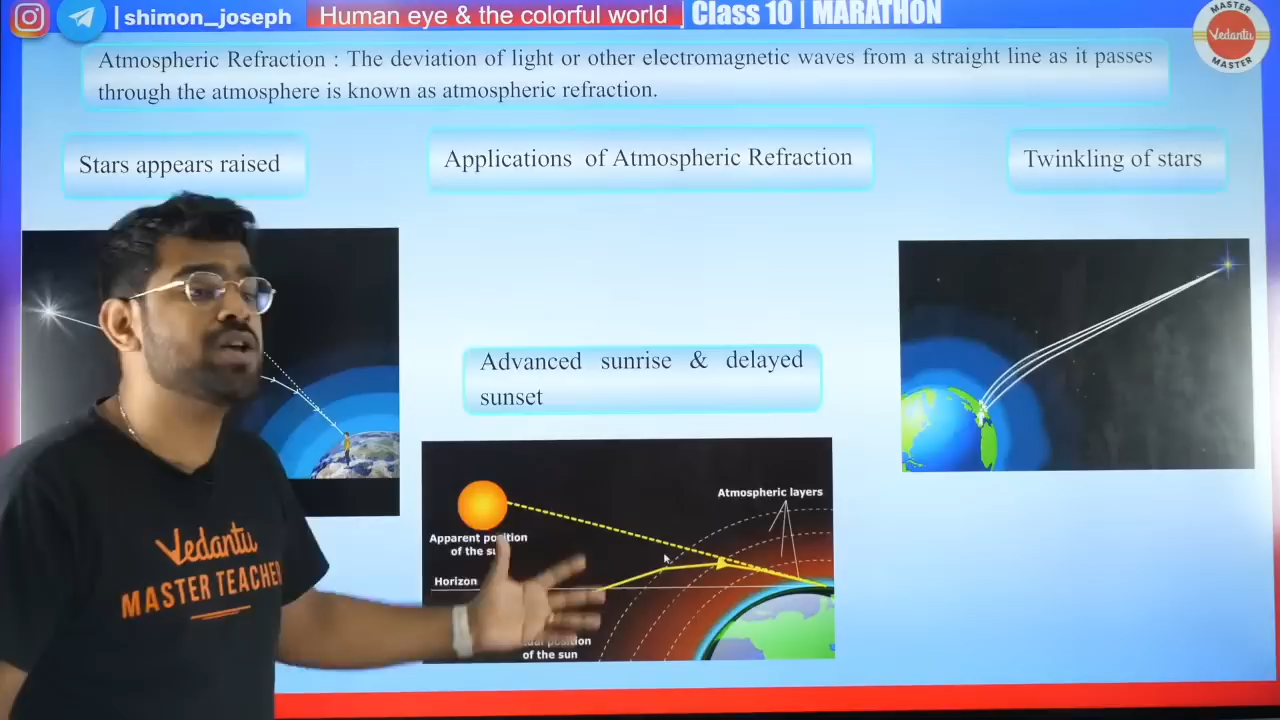 |shimon_joseph Human eye & the colorful world | Class 10 | MARATHON
MASTER
Vedantu
MASTER
Atmospheric Refraction : The deviation of light or other electromagnetic waves from a straight line as it passes
through the atmosphere is known as atmospheric refraction.
Stars appears raised
Applications of Atmospheric Refraction
Twinkling of stars
Advanced sunrise & delayed
sunset
Atmospheric layers
Apparent position
of the
Horizon
position
of the sun
Vedantu
MASTER TEACHER